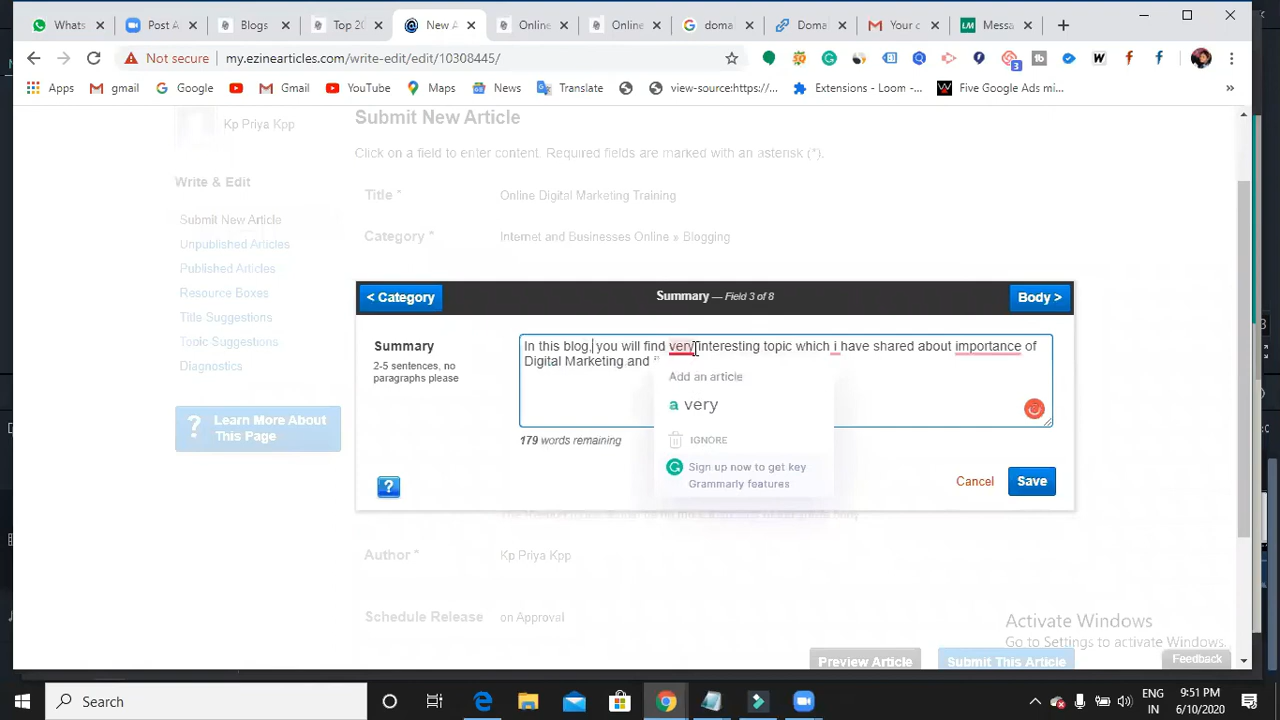 Whats
Post A
Blogs
Top 20
New A
Online
Online
doma
Doma
Your c
Messa
Not secure
my.ezinearticles.com/write-edit/edit/10308445/
Apps
gmail
Google
Gmail
YouTube
Maps
News
Translate
view-source:https://...
Extensions - Loom -...
Five Google Ads mi...
Kp Priya Kpp
Submit New Article
Click on a field to enter content. Required fields are marked with an asterisk (*).
Write & Edit
Title *
Online Digital Marketing Training
Submit New Article
Category *
Internet and Businesses Online » Blogging
Unpublished Articles
Published Articles
Resource Boxes
Title Suggestions
Topic Suggestions
Diagnostics
? Learn More About
This Page
< Category
Summary — Field 3 of 8
Body >
Summary
2-5 sentences, no
paragraphs please
In this blog, you will find very interesting topic which i have shared about importance of
Digital Marketing and
Add an article
a very
IGNORE
Sign up now to get key
Grammarly features
179 words remaining
?
Cancel
Save
Author *
Kp Priya Kpp
Schedule Release
on Approval
Activate Windows
Go to Settings to activate Windows.
Preview Article
Submit This Article
Feedback
Search
ENG
IN
9:51 PM
6/10/2020